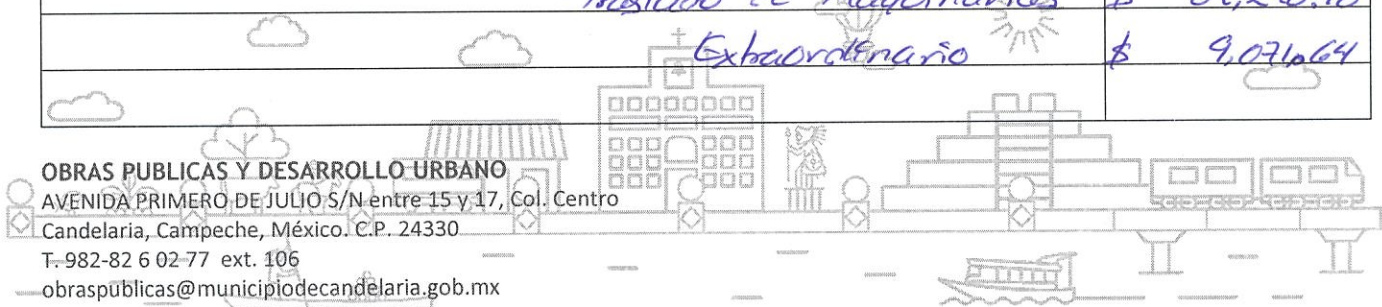 Extraordinario $ 9,071.64
OBRAS PUBLICAS Y DESARROLLO URBANO
AVENIDA PRIMERO DE JULIO S/N entre 15 y 17, Col. Centro
Candelaria, Campeche, México. C.P. 24330
T. 982-82 6 02 77 ext. 106
obraspublicas@municipiodecandelaria.gob.mx